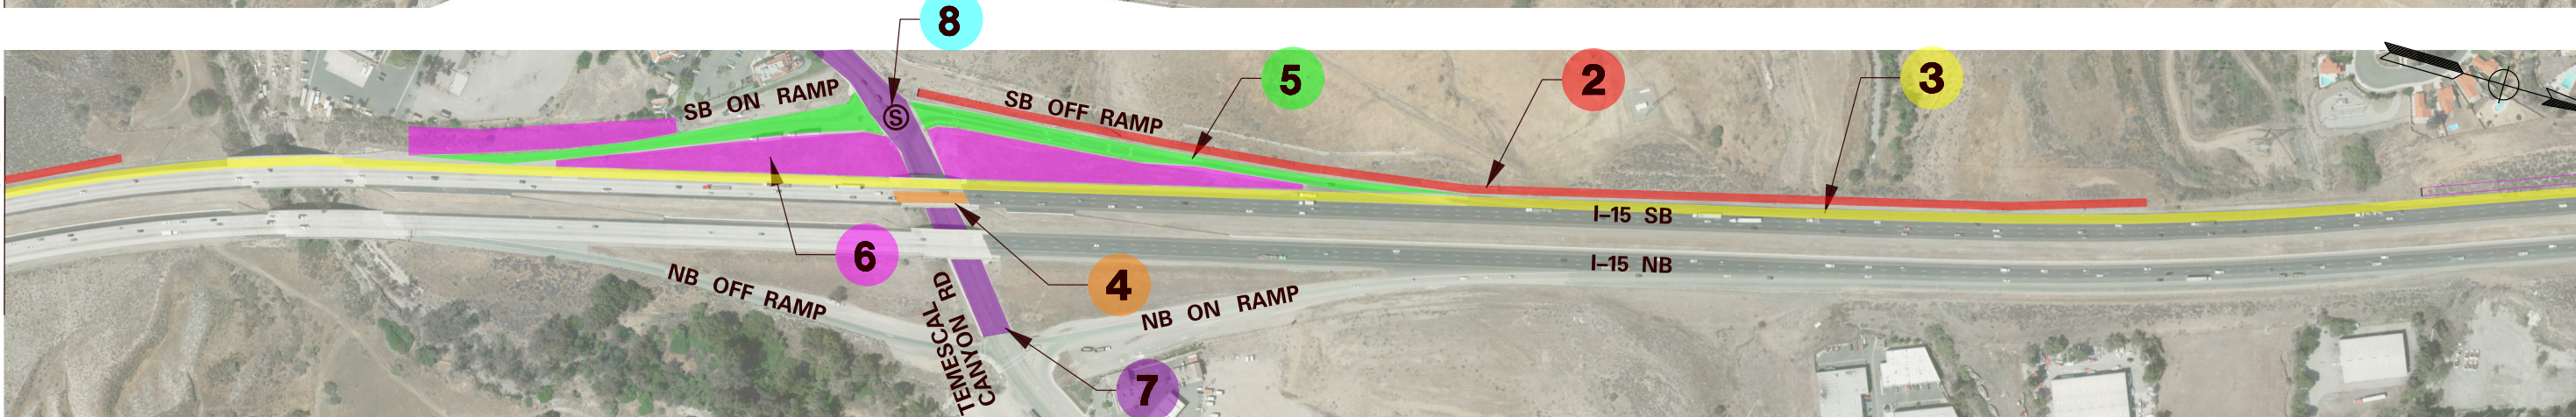 8
5
2
3
SB ON RAMP
SB OFF RAMP
S
I-15 SB
6
4
I-15 NB
NB OFF RAMP
NB ON RAMP
TEMESCAL
CANYON RD
7